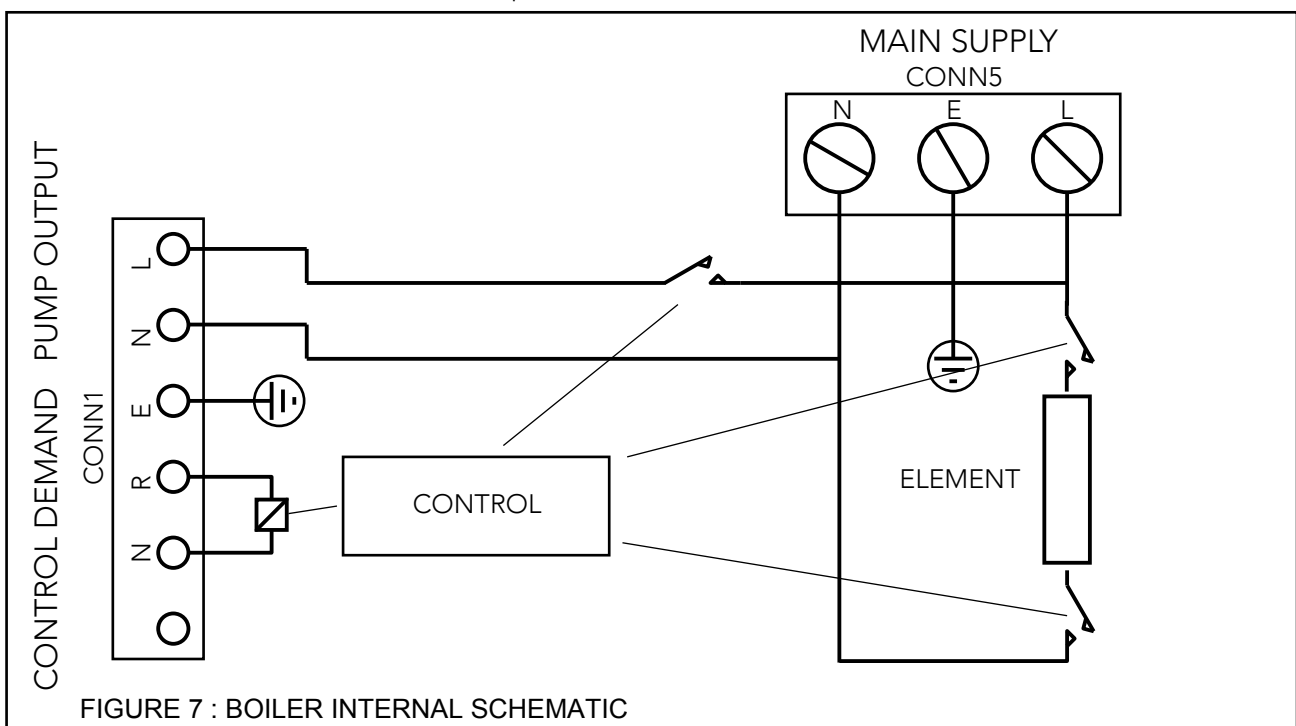 MAIN SUPPLY
CONN5
N E L
CONTROL DEMAND PUMP OUTPUT
CONN1
L
N
E
R
N
CONTROL
ELEMENT
FIGURE 7 : BOILER INTERNAL SCHEMATIC